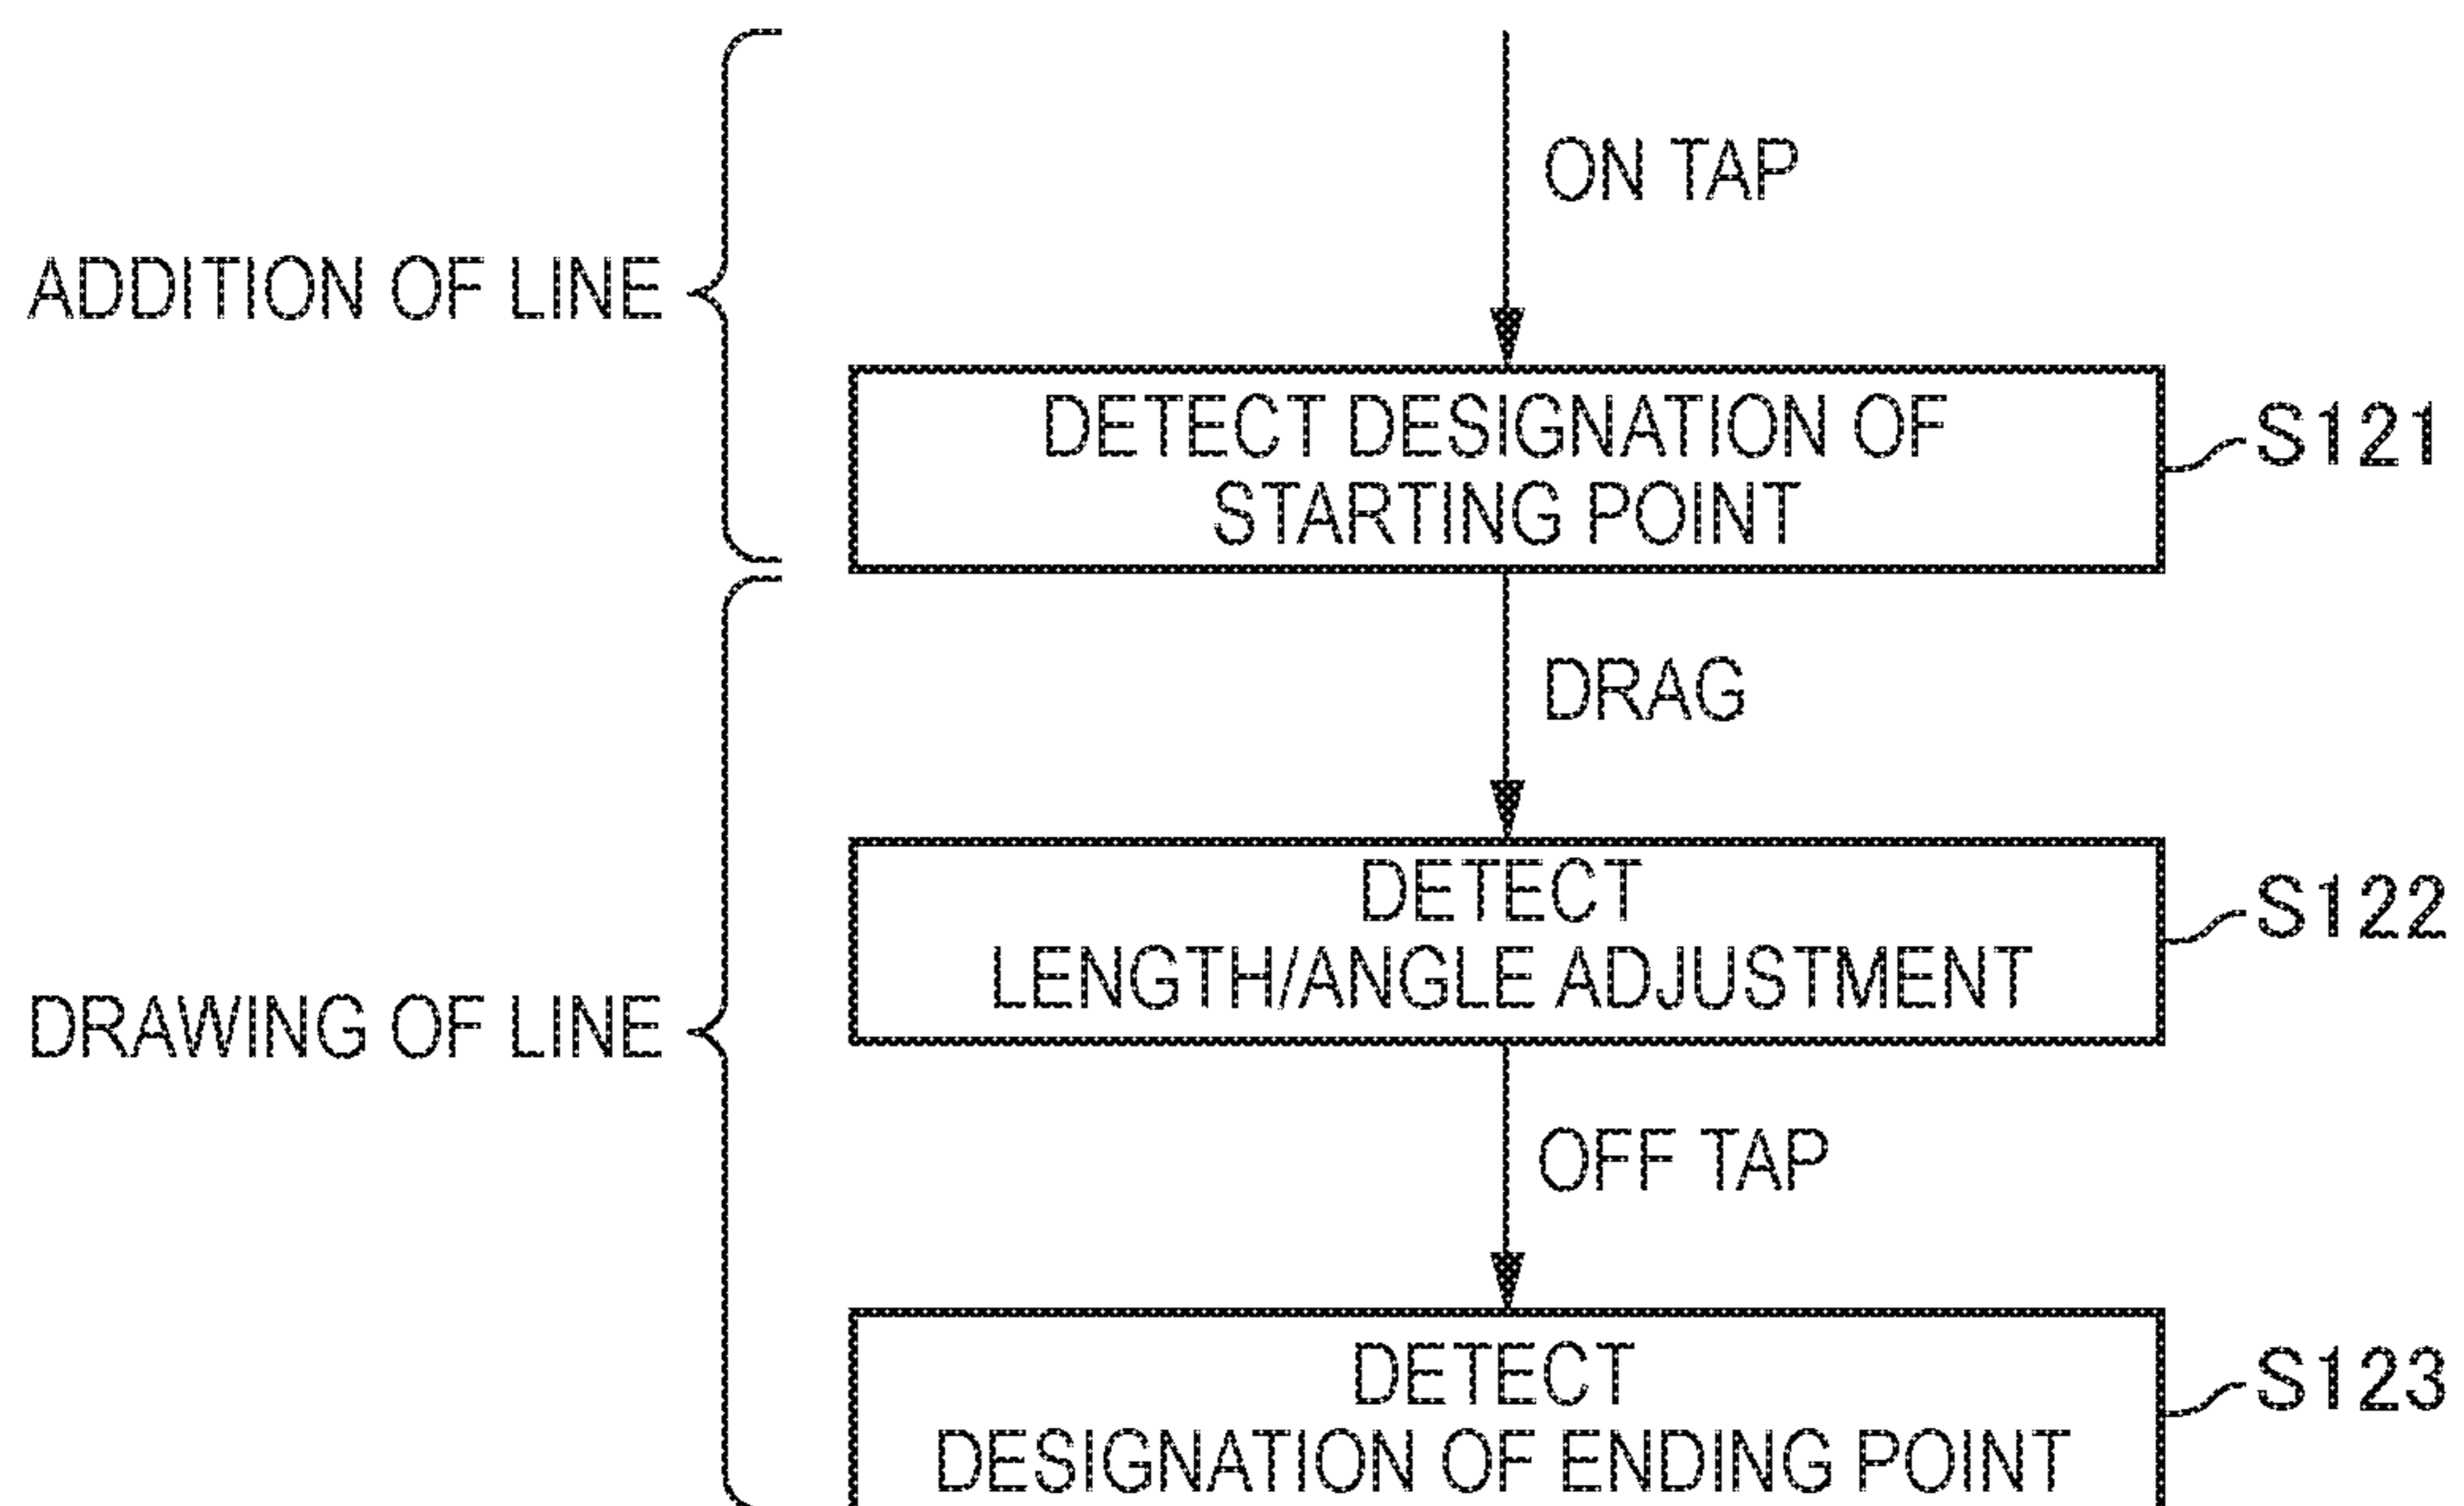 ON TAP
ADDITION OF LINE
DETECT DESIGNATION OF
STARTING POINT
S121
DRAG
DETECT
LENGTH/ANGLE ADJUSTMENT
S122
DRAWING OF LINE
OFF TAP
DETECT
DESIGNATION OF ENDING POINT
S123